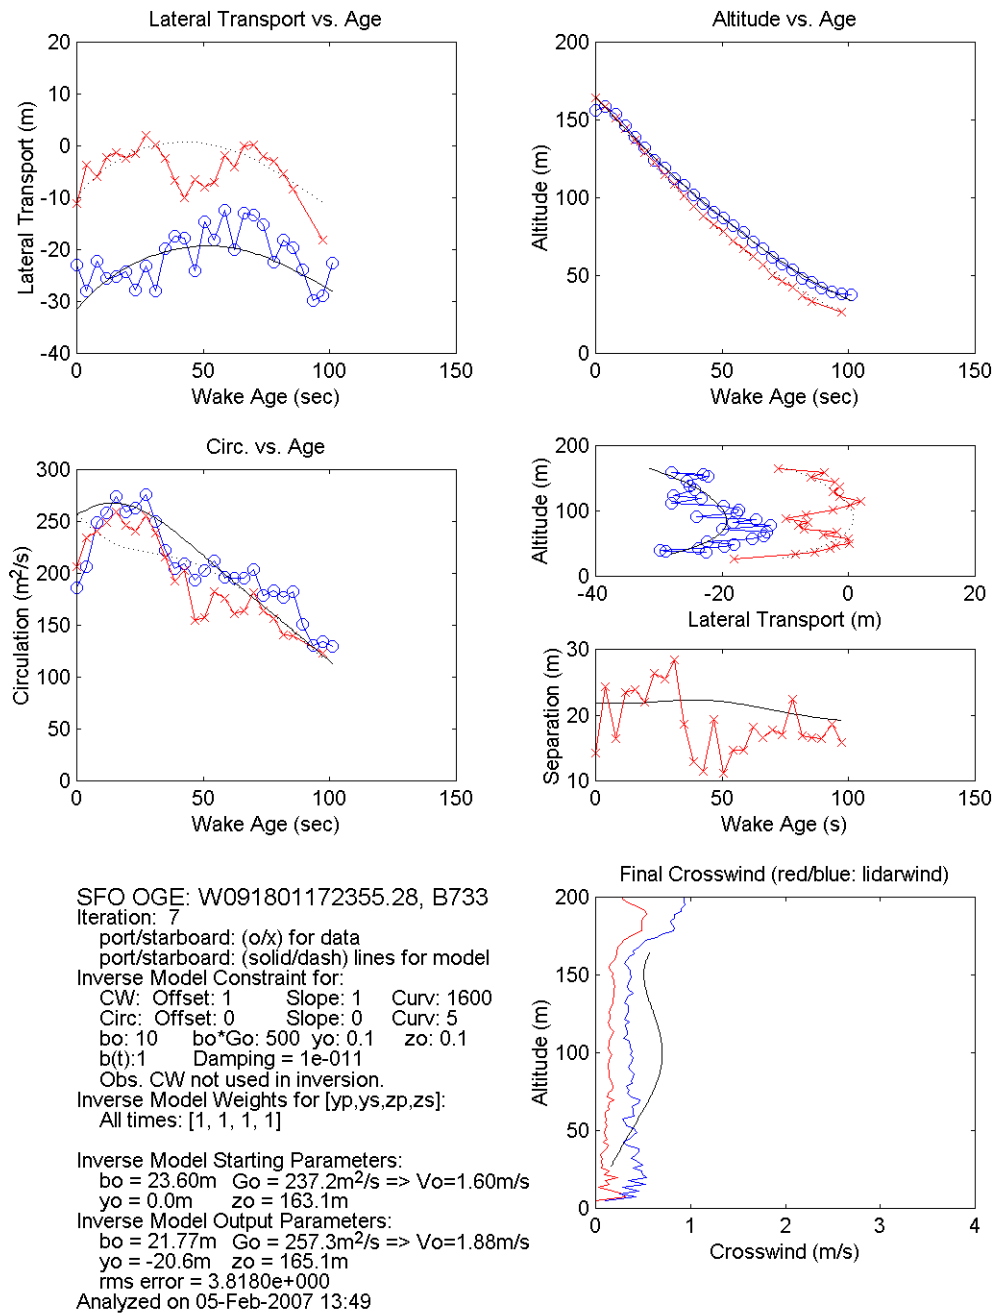 Lateral Transport vs. Age
20
10
0
-10
-20
-30
-40
Lateral Transport (m)
0
50
100
150
Wake Age (sec)
Altitude vs. Age
200
150
100
50
0
Altitude (m)
0
50
100
150
Wake Age (sec)
Circ. vs. Age
300
250
200
150
100
50
0
Circulation (m²/s)
0
50
100
150
Wake Age (sec)
200
100
0
Altitude (m)
-40
-20
0
20
Lateral Transport (m)
30
20
10
Separation (m)
0
50
100
150
Wake Age (s)
SFO OGE: W091801172355.28, B733
Iteration: 7
port/starboard: (o/x) for data
port/starboard: (solid/dash) lines for model
Inverse Model Constraint for:
CW: Offset: 1 Slope: 1 Curv: 1600
Circ: Offset: 0 Slope: 0 Curv: 5
bo: 10 bo*Go: 500 yo: 0.1 zo: 0.1
b(t):1 Damping = 1e-011
Obs. CW not used in inversion.
Inverse Model Weights for [yp,ys,zp,zs]:
All times: [1, 1, 1, 1]
Inverse Model Starting Parameters:
bo = 23.60m Go = 237.2m²/s => Vo=1.60m/s
yo = 0.0m zo = 163.1m
Inverse Model Output Parameters:
bo = 21.77m Go = 257.3m²/s => Vo=1.88m/s
yo = -20.6m zo = 165.1m
rms error = 3.8180e+000
Analyzed on 05-Feb-2007 13:49
Final Crosswind (red/blue: lidarwind)
200
150
100
50
0
Altitude (m)
0
1
2
3
4
Crosswind (m/s)